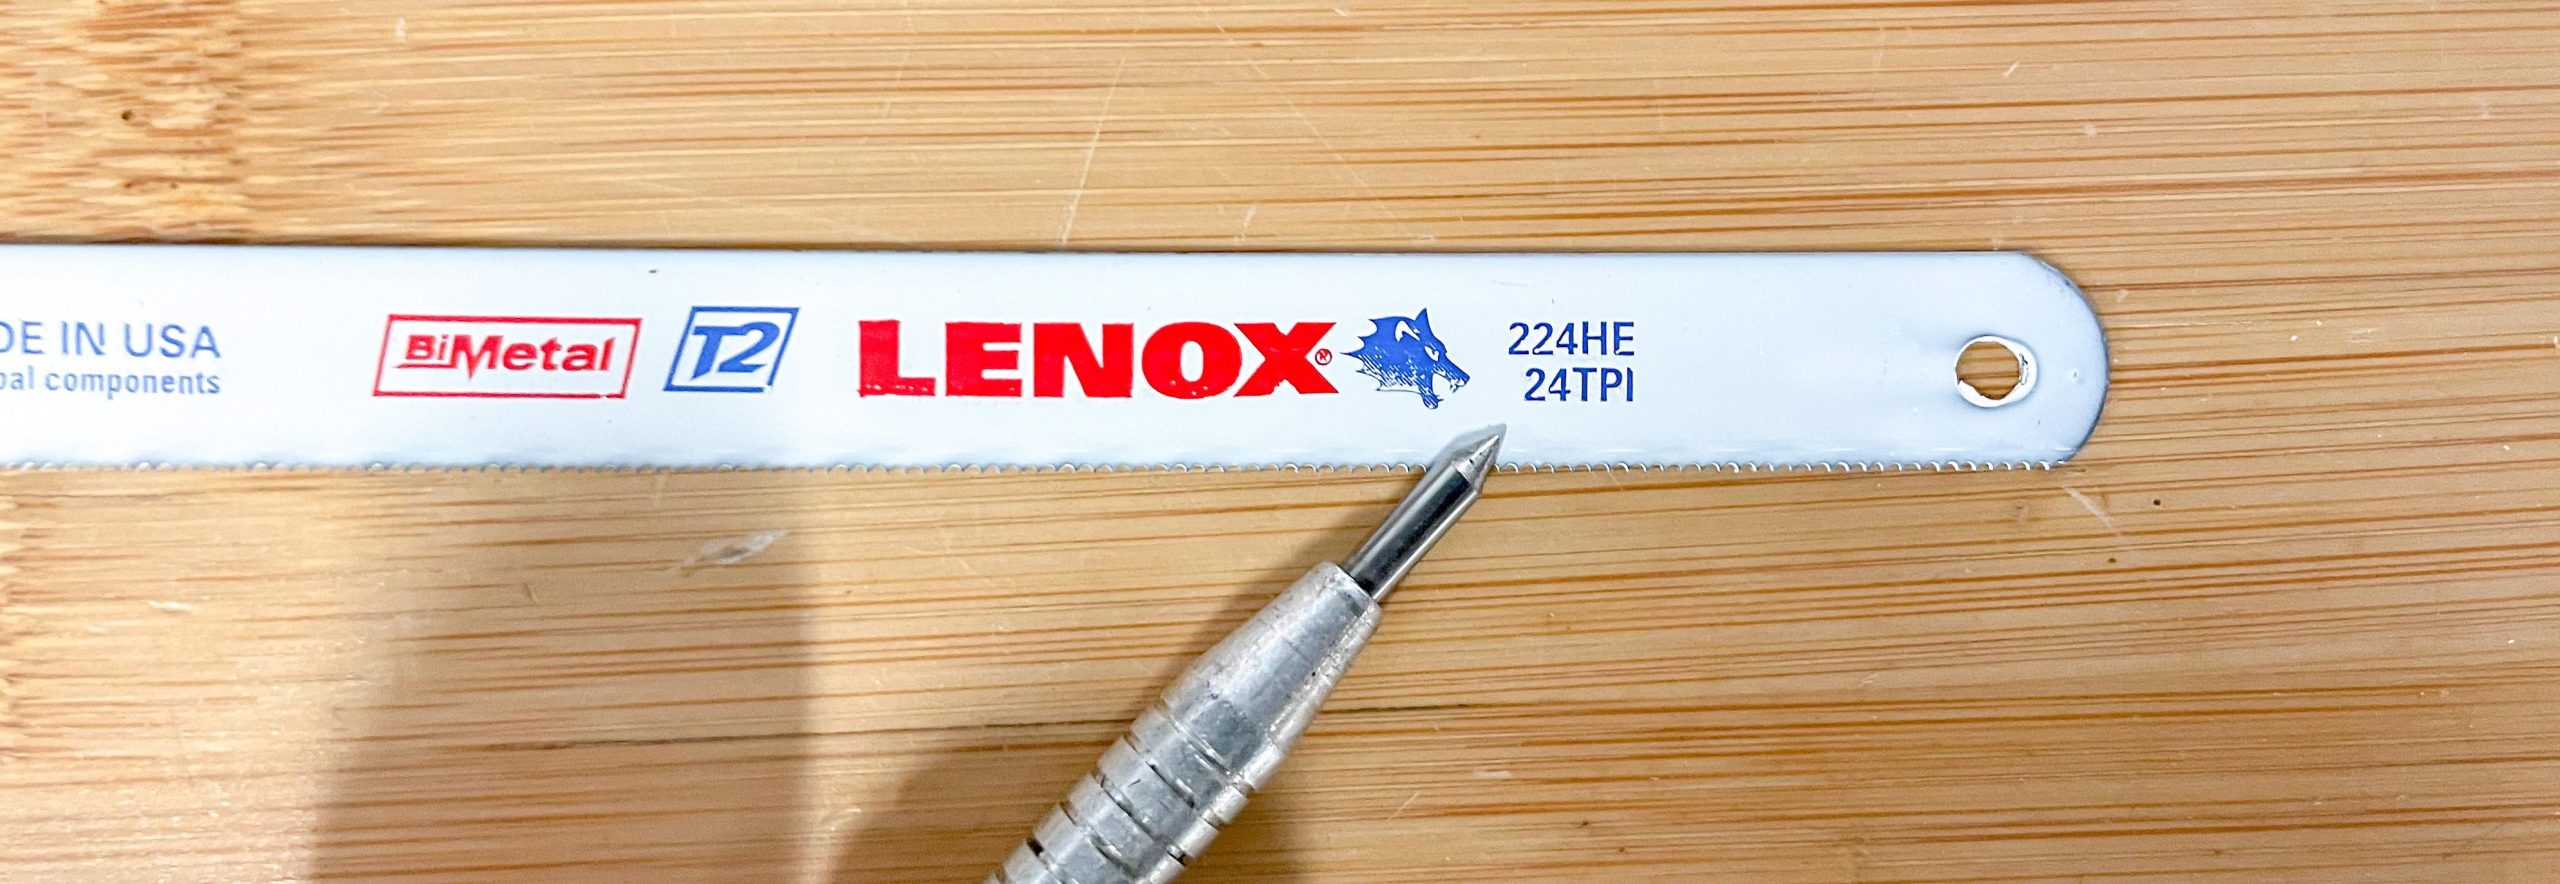 DE IN USA
bal components
BiMetal
T2
LENOX®
224HE
24TPI